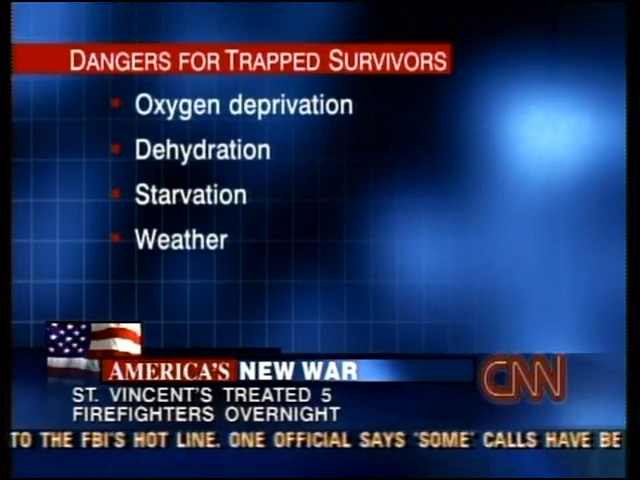 DANGERS FOR TRAPPED SURVIVORS
Oxygen deprivation
Dehydration
Starvation
Weather
AMERICA'S NEW WAR
CNN
ST. VINCENT'S TREATED 5
FIREFIGHTERS OVERNIGHT
TO THE FBI'S HOT LINE. ONE OFFICIAL SAYS 'SOME' CALLS HAVE BE